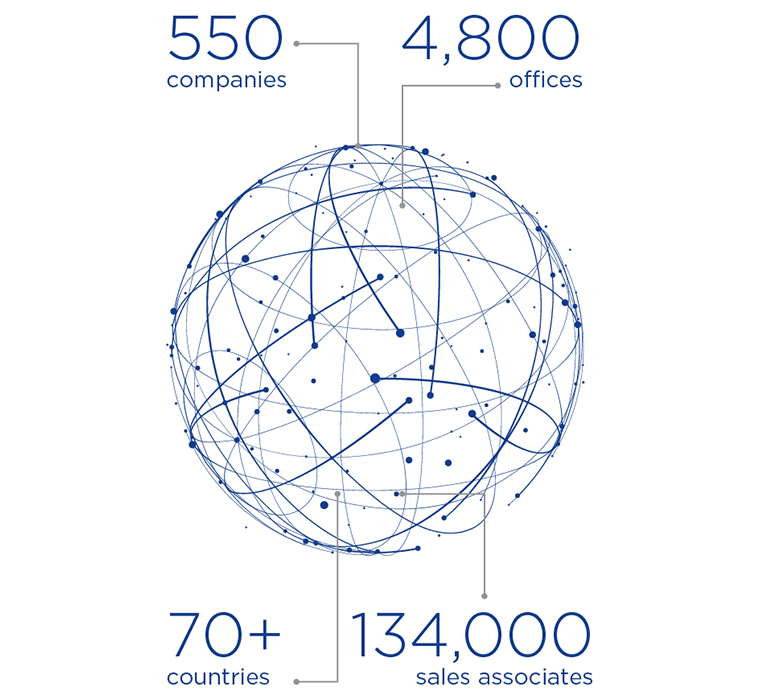 550
companies
4,800
offices
70+
countries
134,000
sales associates